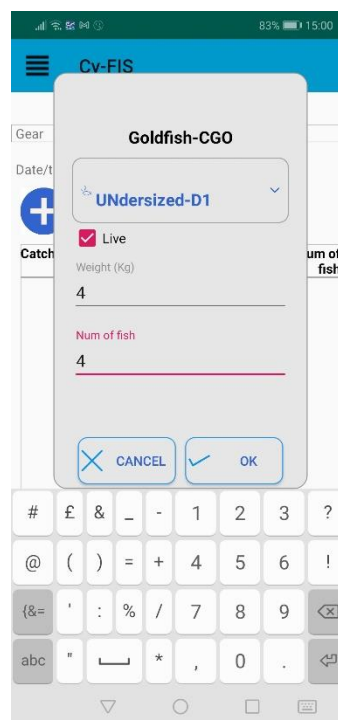 83% 15:00
Cv-FIS
Gear
Goldfish-CGO
Date/t
UNdersized-D1
Live
Catch
um of
fish
Weight (Kg)
4
Num of fish
4
CANCEL OK
# £ & _ - 1 2 3 ?
@ ( ) = + 4 5 6 !
{&= ' : % / 7 8 9
abc " * , 0 .